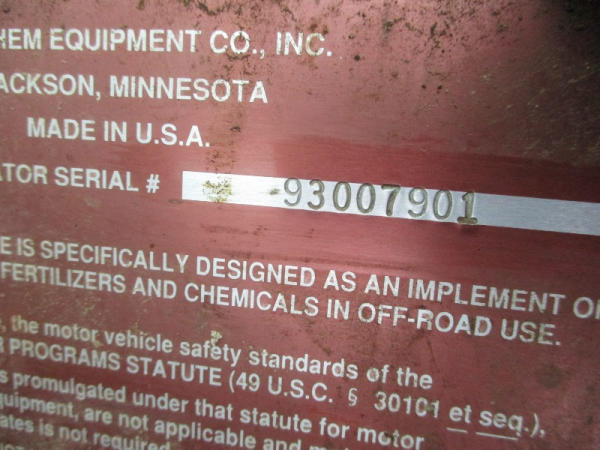 HEM EQUIPMENT CO., INC.
ACKSON, MINNESOTA
MADE IN U.S.A.
ATOR SERIAL # 93007901
E IS SPECIFICALLY DESIGNED AS AN IMPLEMENT O
FERTILIZERS AND CHEMICALS IN OFF-ROAD USE.
, the motor vehicle safety standards of the
R PROGRAMS STATUTE (49 U.S.C. § 30101 et seq.),
s promulgated under that statute for motor
quipment, are not applicable and
ates is not required